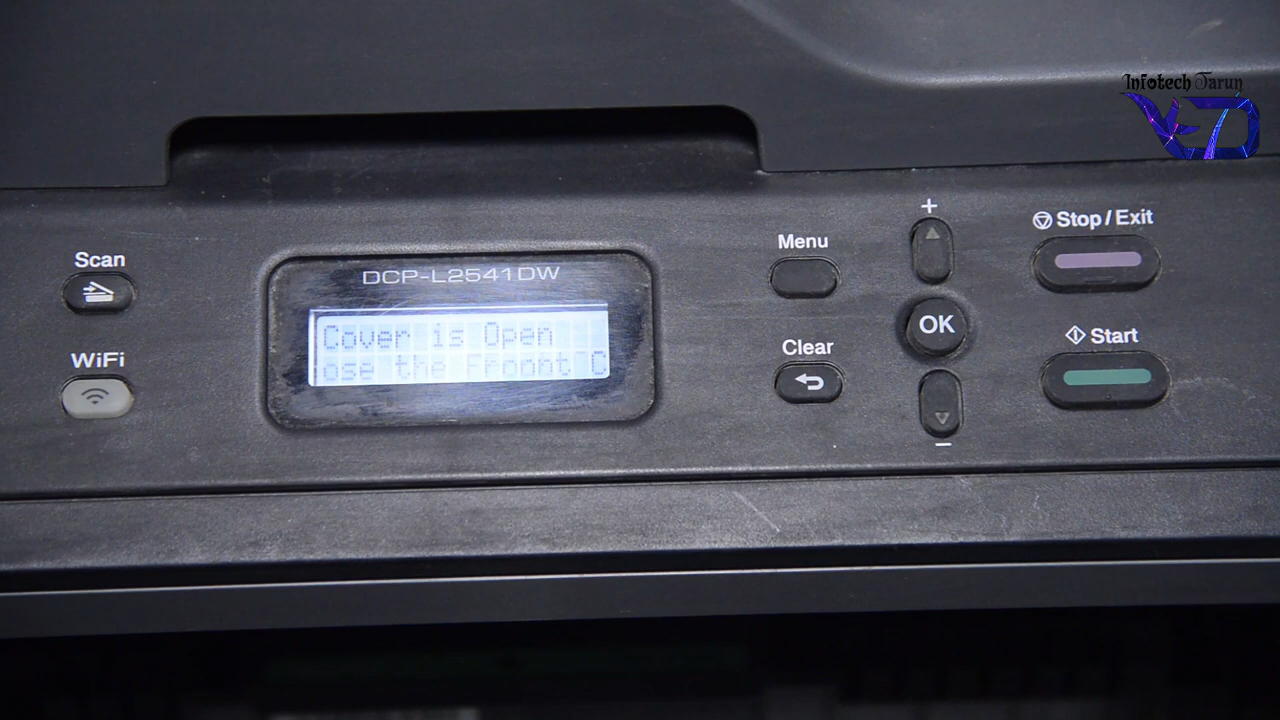 Infotech Tarun
Scan
WiFi
DCP-L2541DW
Cover is Open
ose the Front C
Menu
Clear
+
OK
−
Stop/Exit
Start